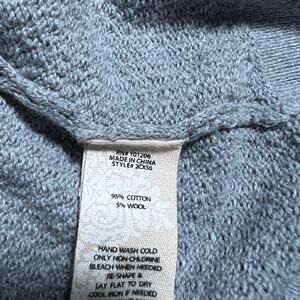 RN# 101206
MADE IN CHINA
STYLE# 2CX56
95% COTTON
5% WOOL
HAND WASH COLD
ONLY NON-CHLORINE
BLEACH WHEN NEEDED
RE-SHAPE &
LAY FLAT TO DRY
COOL IRON IF NEEDED